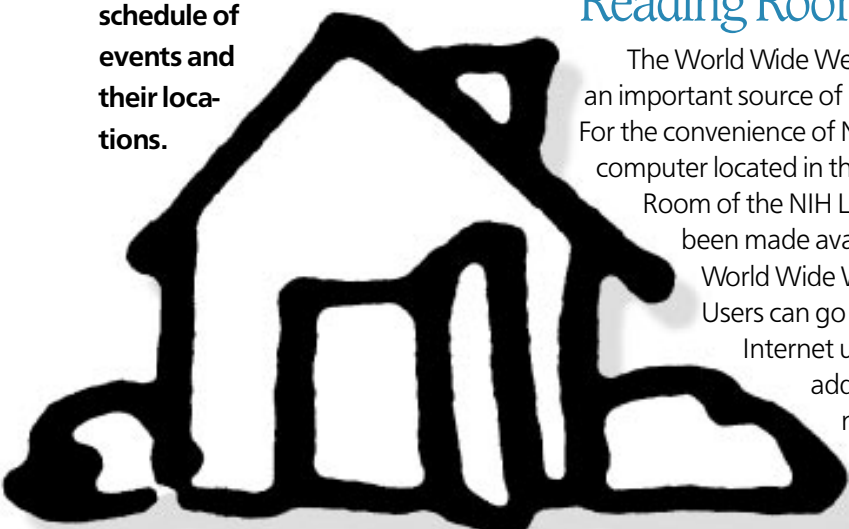 schedule of
events and
their loca-
tions.
Reading Roo
The World Wide We
an important source of
For the convenience of N
computer located in th
Room of the NIH L
been made ava
World Wide W
Users can go
Internet u
add